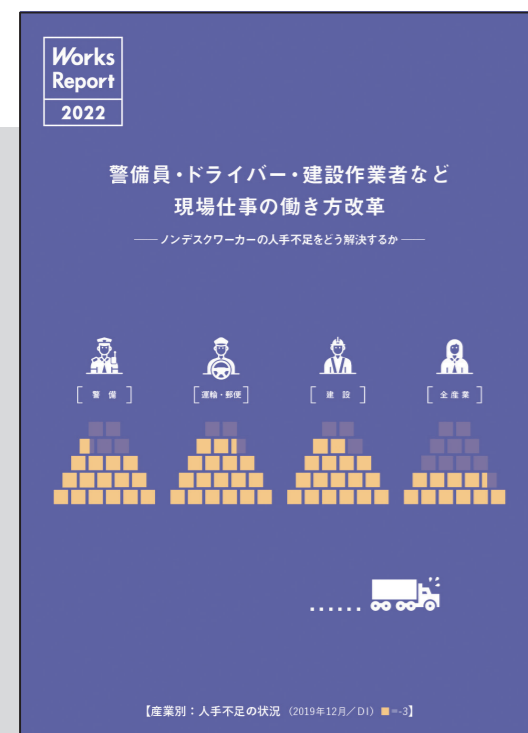 Works
Report
2022
警備員・ドライバー・建設作業者など
現場仕事の働き方改革
ノンデスクワーカーの人手不足をどう解決するか
[ 警 備 ]
[ 運輸・郵便 ]
[ 建 設 ]
[ 全 産 業 ]
【産業別：人手不足の状況 （2019年12月／DI） ■=-3】